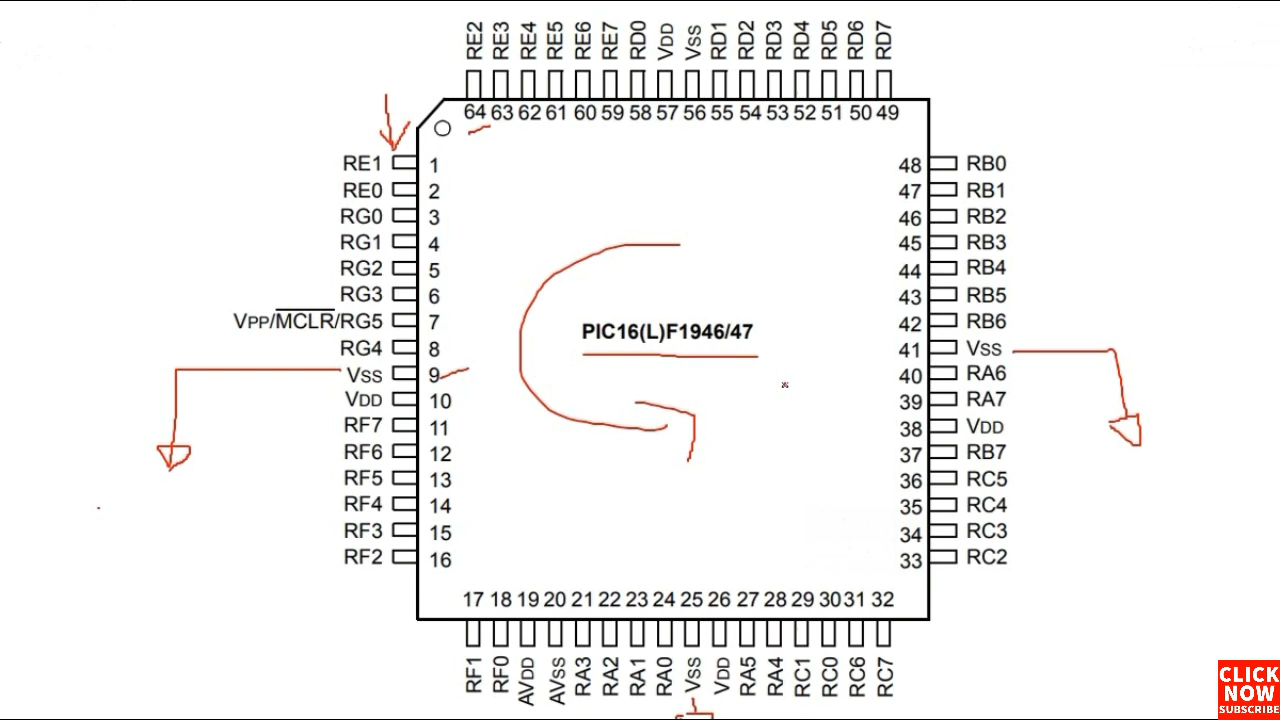 RE2 RE3 RE4 RE5 RE6 RE7 RD0 VDD VSS RD1 RD2 RD3 RD4 RD5 RD6 RD7
64 63 62 61 60 59 58 57 56 55 54 53 52 51 50 49
RE1 1 48 RB0
RE0 2 47 RB1
RG0 3 46 RB2
RG1 4 45 RB3
RG2 5 44 RB4
RG3 6 43 RB5
VPP/MCLR/RG5 7 PIC16(L)F1946/47 42 RB6
RG4 8 41 VSS
VSS 9 40 RA6
VDD 10 39 RA7
RF7 11 38 VDD
RF6 12 37 RB7
RF5 13 36 RC5
RF4 14 35 RC4
RF3 15 34 RC3
RF2 16 33 RC2
17 18 19 20 21 22 23 24 25 26 27 28 29 30 31 32
RF1 RF0 AVDD AVSS RA3 RA2 RA1 RA0 VSS VDD RA5 RA4 RC1 RC0 RC6 RC7
CLICK
NOW
SUBSCRIBE